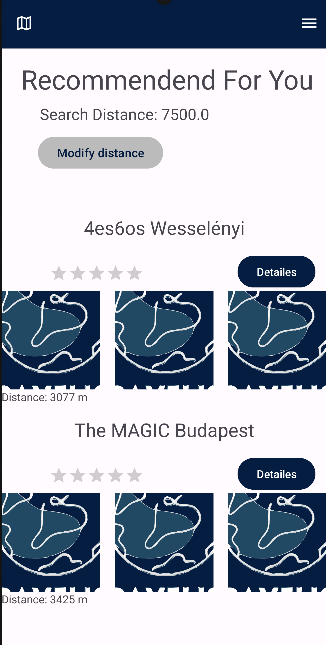 Recommendend For You
Search Distance: 7500.0
Modify distance
4es6os Wesselényi
Detailes
Distance: 3077 m
The MAGIC Budapest
Detailes
Distance: 3425 m